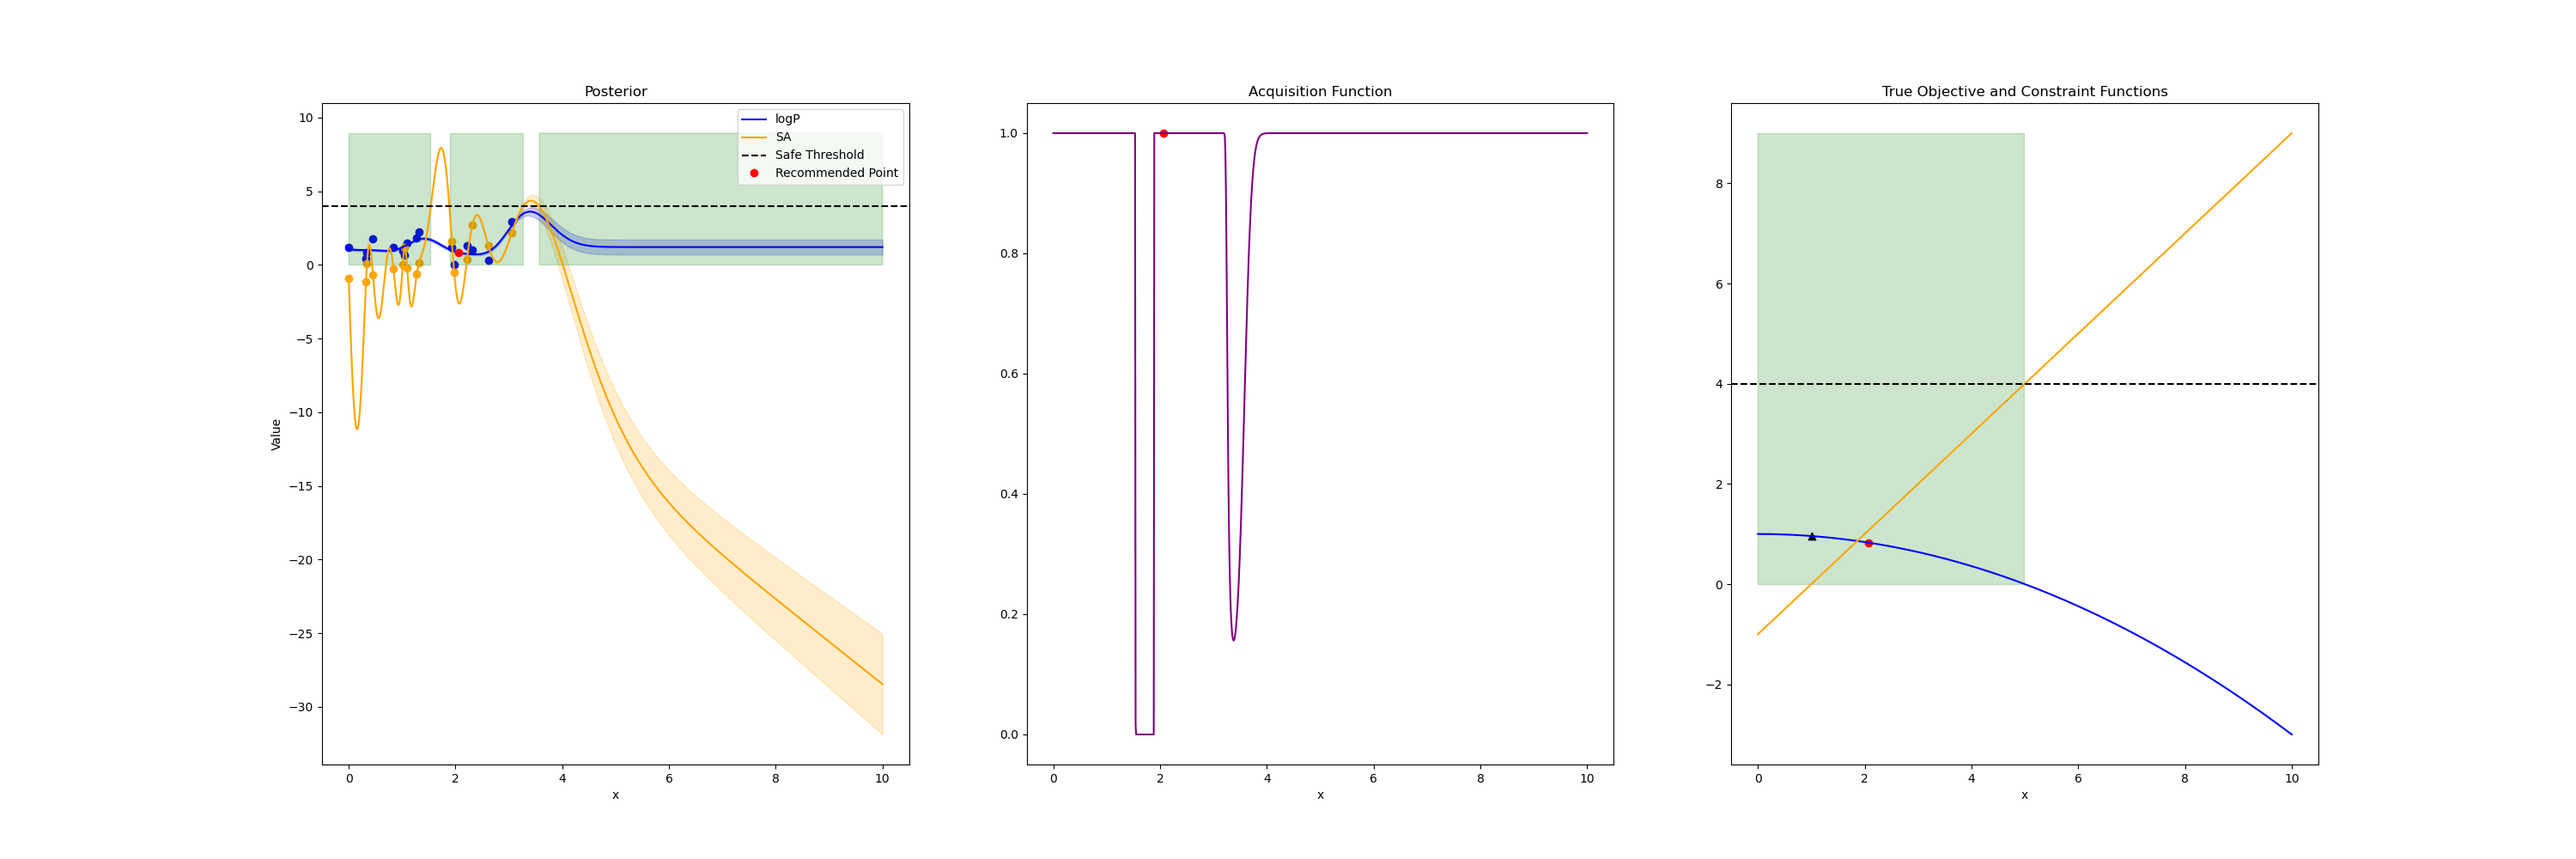 Posterior
10
5
0
−5
−10
−15
−20
−25
−30
Value
0 2 4 6 8 10
x
logP
SA
Safe Threshold
Recommended Point
Acquisition Function
1.0
0.8
0.6
0.4
0.2
0.0
0 2 4 6 8 10
x
True Objective and Constraint Functions
8
6
4
2
0
−2
0 2 4 6 8 10
x